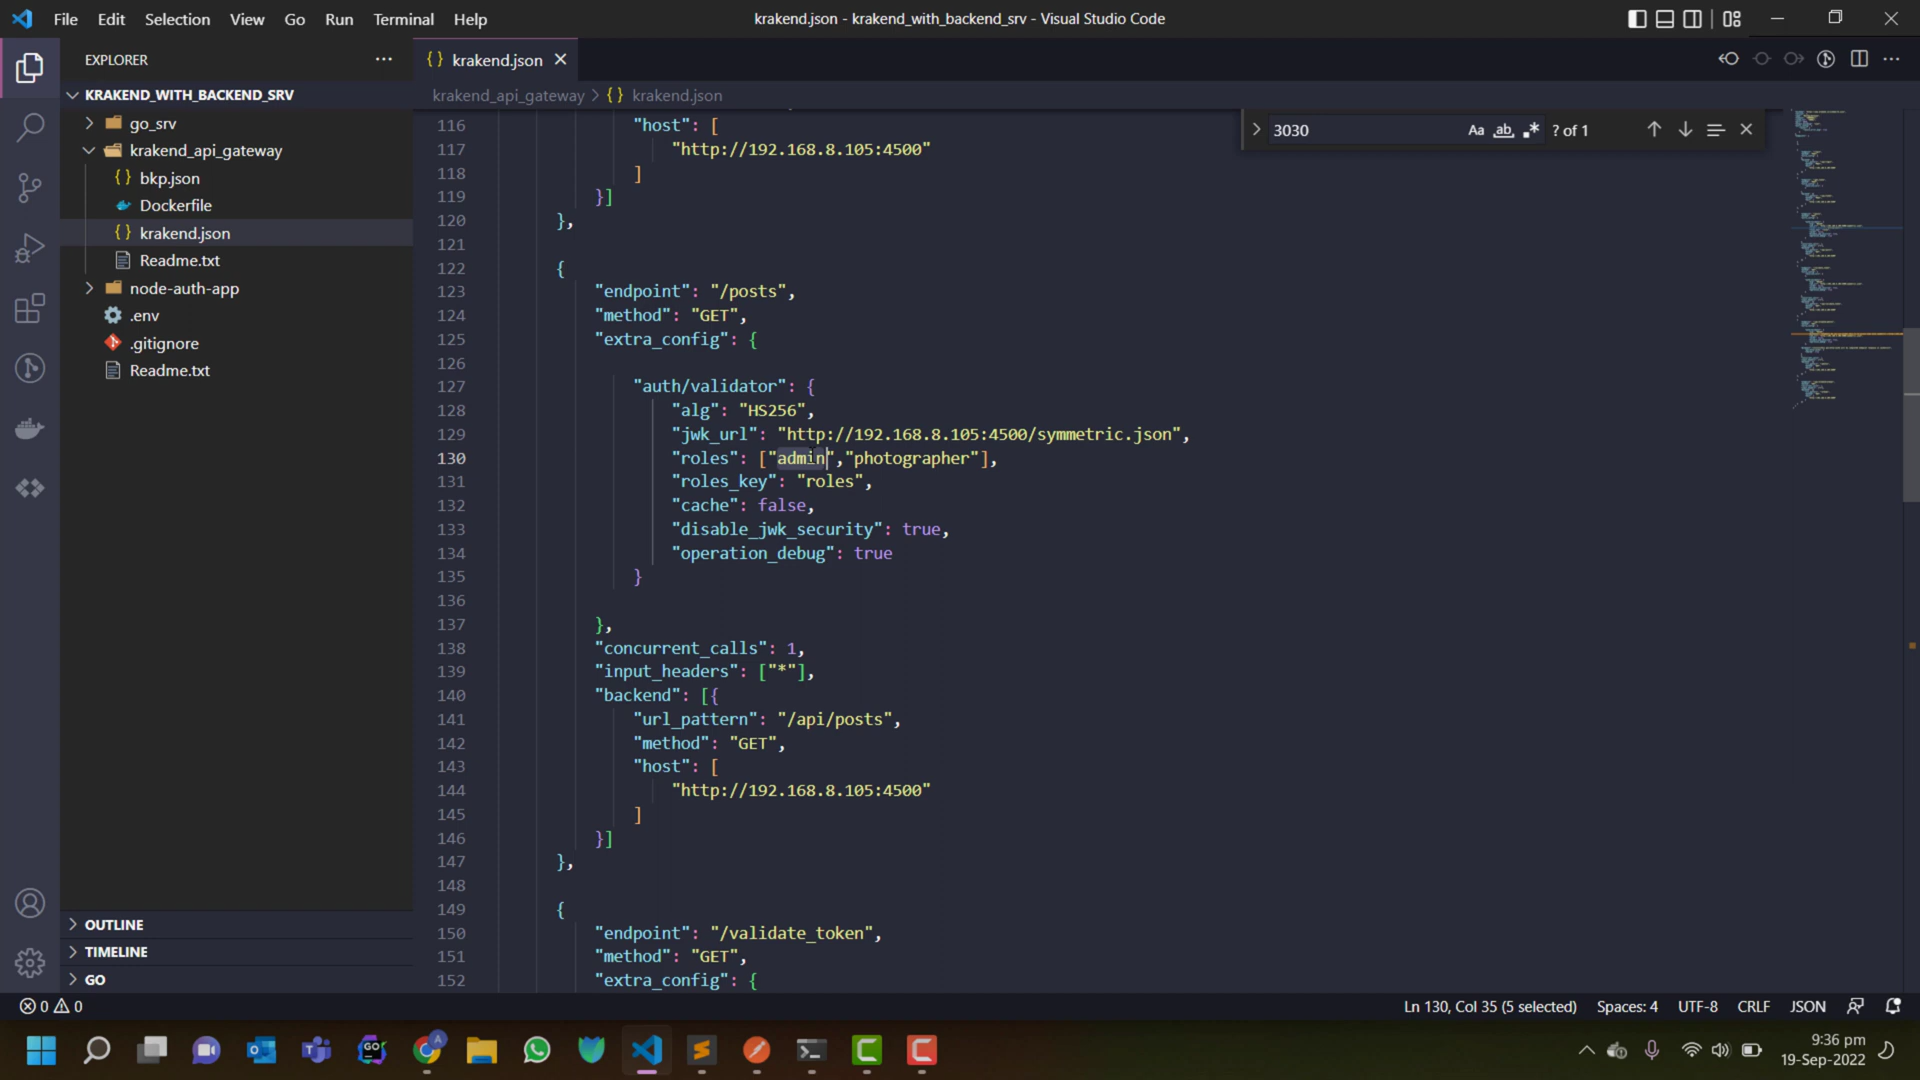 File Edit Selection View Go Run Terminal Help
krakend.json - krakend_with_backend_srv - Visual Studio Code
EXPLORER
KRAKEND_WITH_BACKEND_SRV
go_srv
krakend_api_gateway
{} bkp.json
Dockerfile
{} krakend.json
Readme.txt
node-auth-app
.env
.gitignore
Readme.txt
OUTLINE
TIMELINE
GO
{} krakend.json
krakend_api_gateway > {} krakend.json
3030 Aa ab .* ? of 1
116 "host": [
117 "http://192.168.8.105:4500"
118 ]
119 }]
120 },
121
122 {
123 "endpoint": "/posts",
124 "method": "GET",
125 "extra_config": {
126
127 "auth/validator": {
128 "alg": "HS256",
129 "jwk_url": "http://192.168.8.105:4500/symmetric.json",
130 "roles": ["admin","photographer"],
131 "roles_key": "roles",
132 "cache": false,
133 "disable_jwk_security": true,
134 "operation_debug": true
135 }
136
137 },
138 "concurrent_calls": 1,
139 "input_headers": ["*"],
140 "backend": [{
141 "url_pattern": "/api/posts",
142 "method": "GET",
143 "host": [
144 "http://192.168.8.105:4500"
145 ]
146 }]
147 },
148
149 {
150 "endpoint": "/validate_token",
151 "method": "GET",
152 "extra_config": {
0 0
Ln 130, Col 35 (5 selected) Spaces: 4 UTF-8 CRLF JSON
9:36 pm
19-Sep-2022